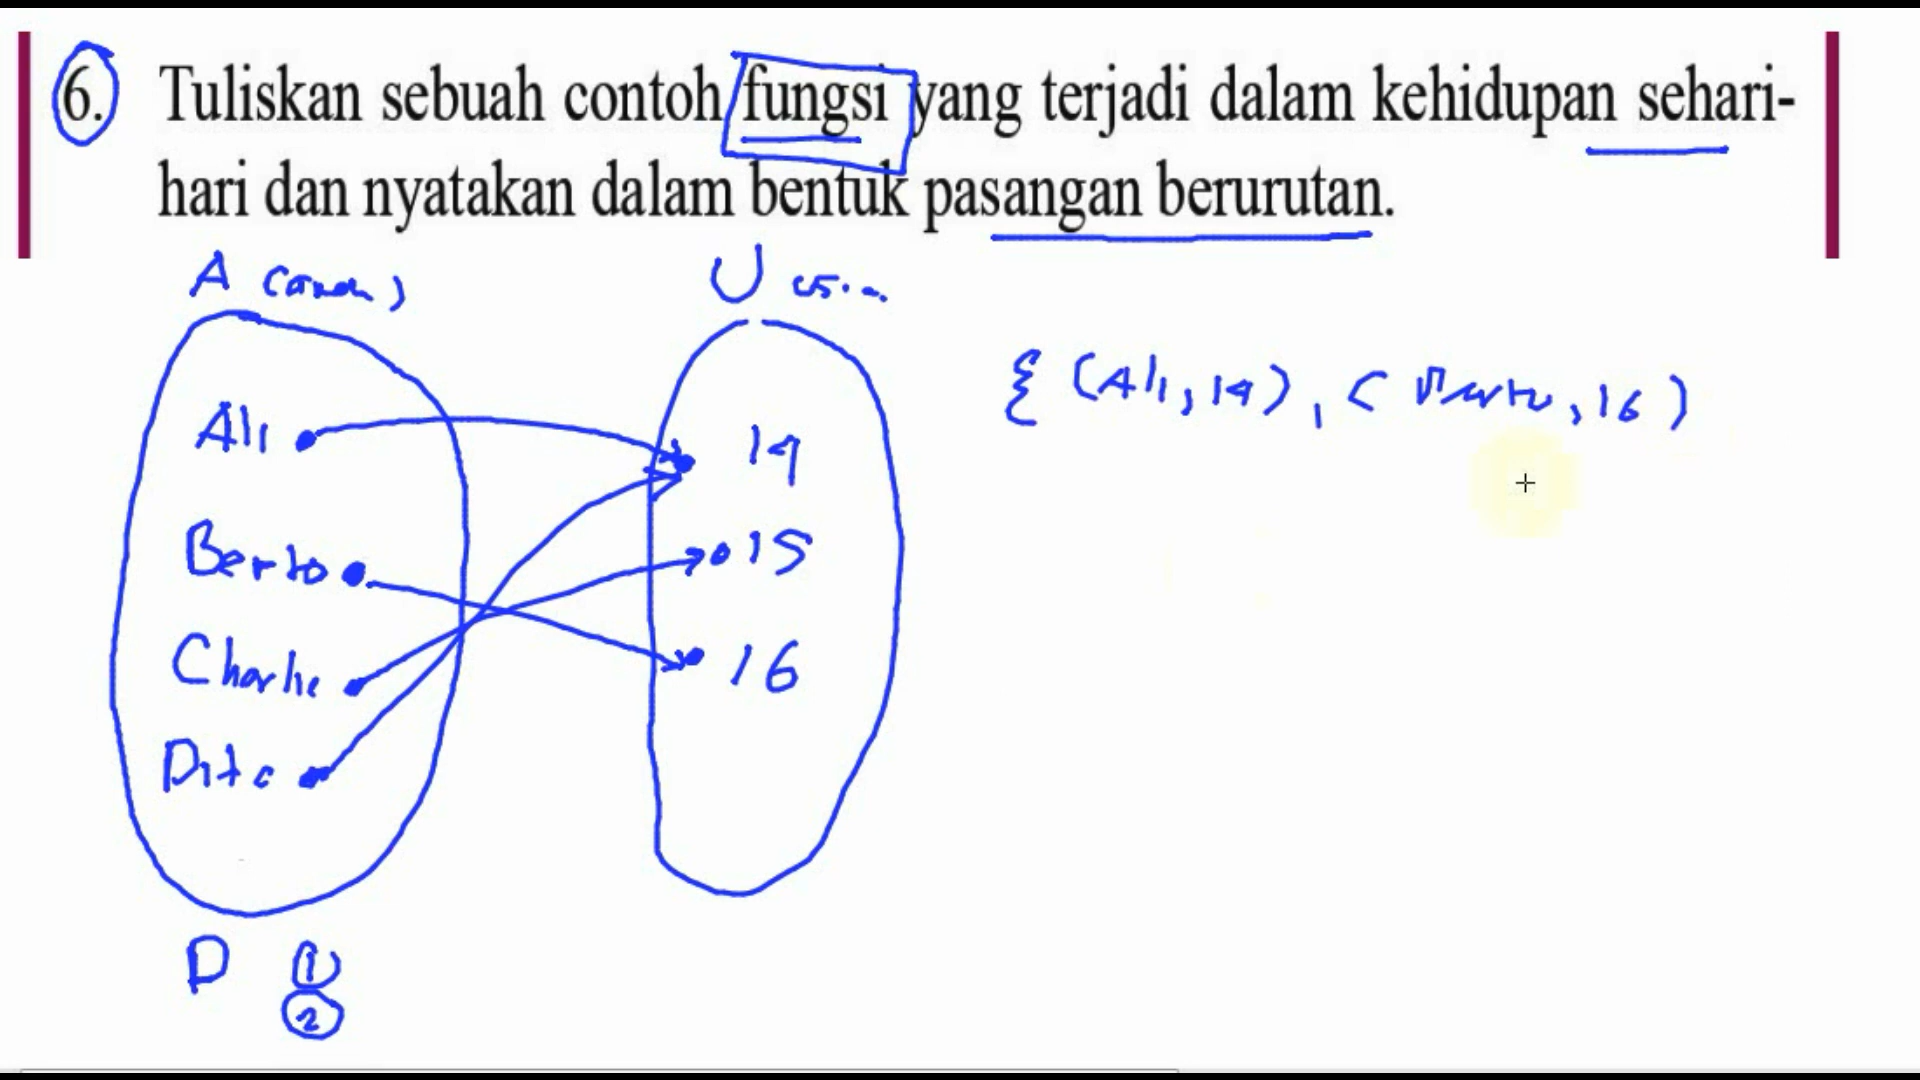 6. Tuliskan sebuah contoh fungsi yang terjadi dalam kehidupan sehari-
hari dan nyatakan dalam bentuk pasangan berurutan.
A
U
{ (Ali, 14), ( Berto, 16 )
Ali
14
Berto
15
Charlie
16
Dita
D 1
2